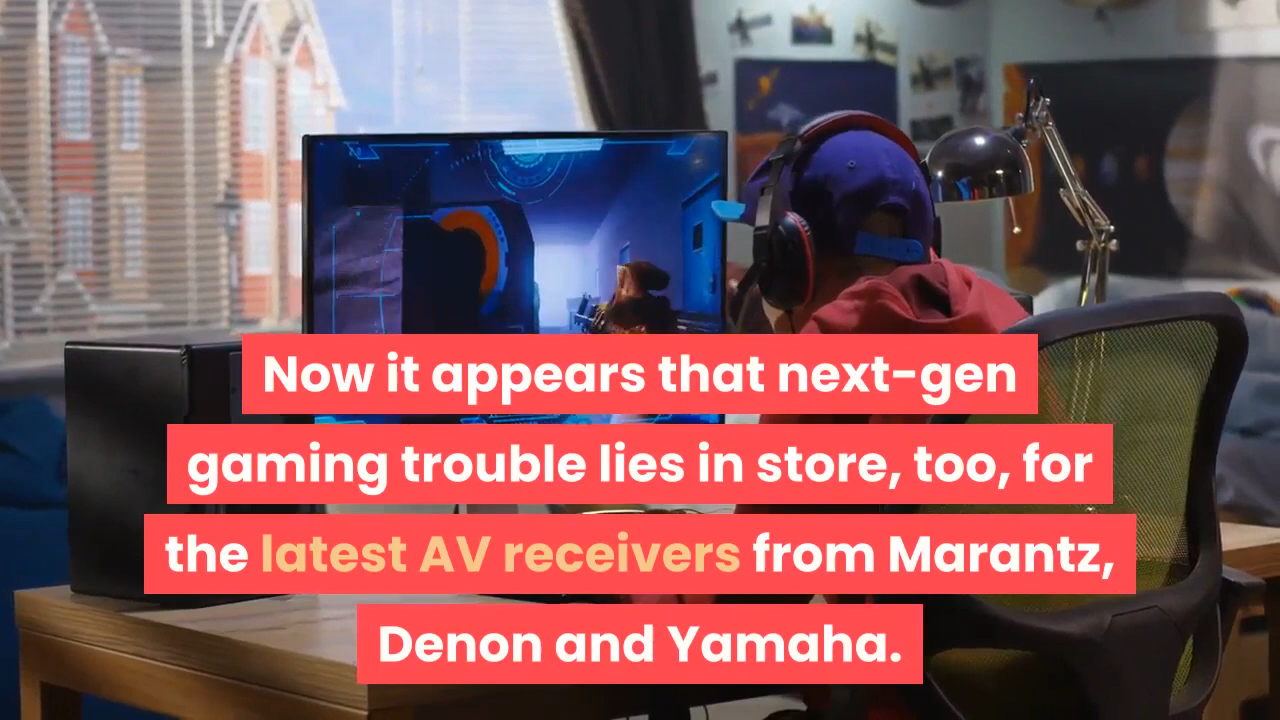 Now it appears that next-gen
gaming trouble lies in store, too, for
the latest AV receivers from Marantz,
Denon and Yamaha.